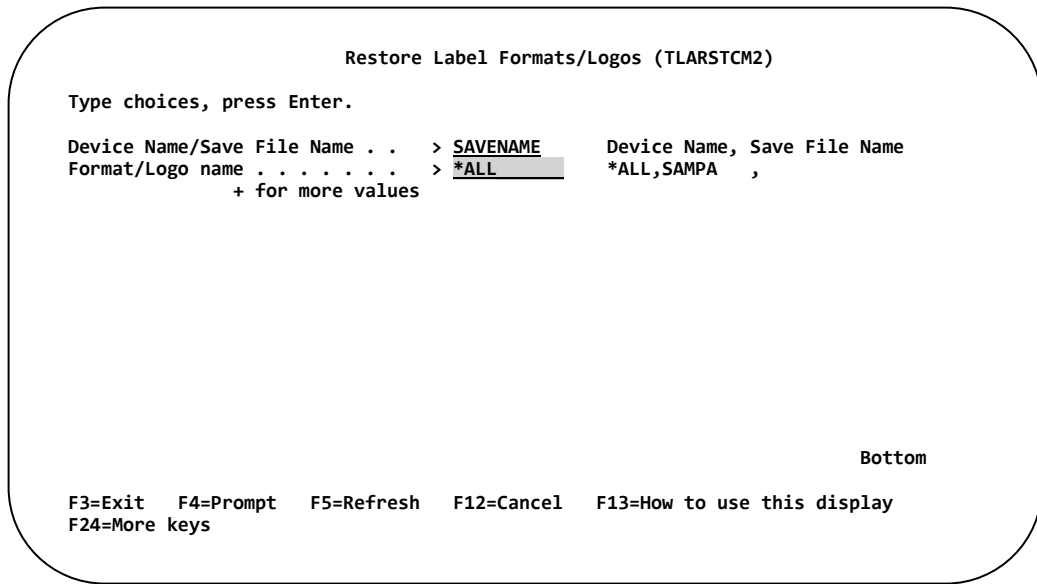 Restore Label Formats/Logos (TLARSTCM2)
Type choices, press Enter.
Device Name/Save File Name . . > SAVENAME Device Name, Save File Name
Format/Logo name . . . . . . . > *ALL *ALL,SAMPA ,
+ for more values
Bottom
F3=Exit F4=Prompt F5=Refresh F12=Cancel F13=How to use this display
F24=More keys